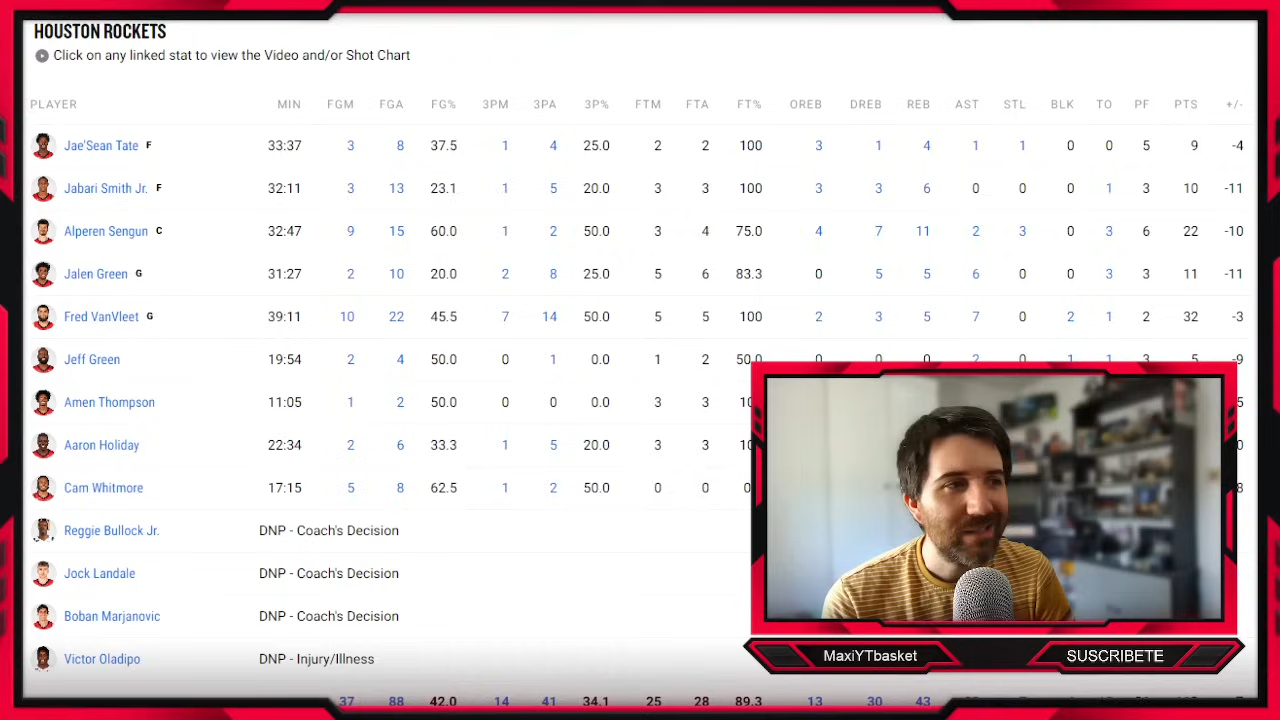 HOUSTON ROCKETS
Click on any linked stat to view the Video and/or Shot Chart
PLAYER MIN FGM FGA FG% 3PM 3PA 3P% FTM FTA FT% OREB DREB REB AST STL BLK TO PF PTS +/-
Jae'Sean Tate F 33:37 3 8 37.5 1 4 25.0 2 2 100 3 1 4 1 1 0 0 5 9 -4
Jabari Smith Jr. F 32:11 3 13 23.1 1 5 20.0 3 3 100 3 3 6 0 0 0 1 3 10 -11
Alperen Sengun C 32:47 9 15 60.0 1 2 50.0 3 4 75.0 4 7 11 2 3 0 3 6 22 -10
Jalen Green G 31:27 2 10 20.0 2 8 25.0 5 6 83.3 0 5 5 6 0 0 3 3 11 -11
Fred VanVleet G 39:11 10 22 45.5 7 14 50.0 5 5 100 2 3 5 7 0 2 1 2 32 -3
Jeff Green 19:54 2 4 50.0 0 1 0.0 1 2 50.0 0 0 0 2 0 1 1 3 5 -9
Amen Thompson 11:05 1 2 50.0 0 0 0.0 3 3
Aaron Holiday 22:34 2 6 33.3 1 5 20.0 3 3
Cam Whitmore 17:15 5 8 62.5 1 2 50.0 0 0
Reggie Bullock Jr. DNP - Coach's Decision
Jock Landale DNP - Coach's Decision
Boban Marjanovic DNP - Coach's Decision
Victor Oladipo DNP - Injury/Illness
37 88 42.0 14 41 34.1 25 28 89.3 13 30 43
MaxiYTbasket
SUSCRIBETE